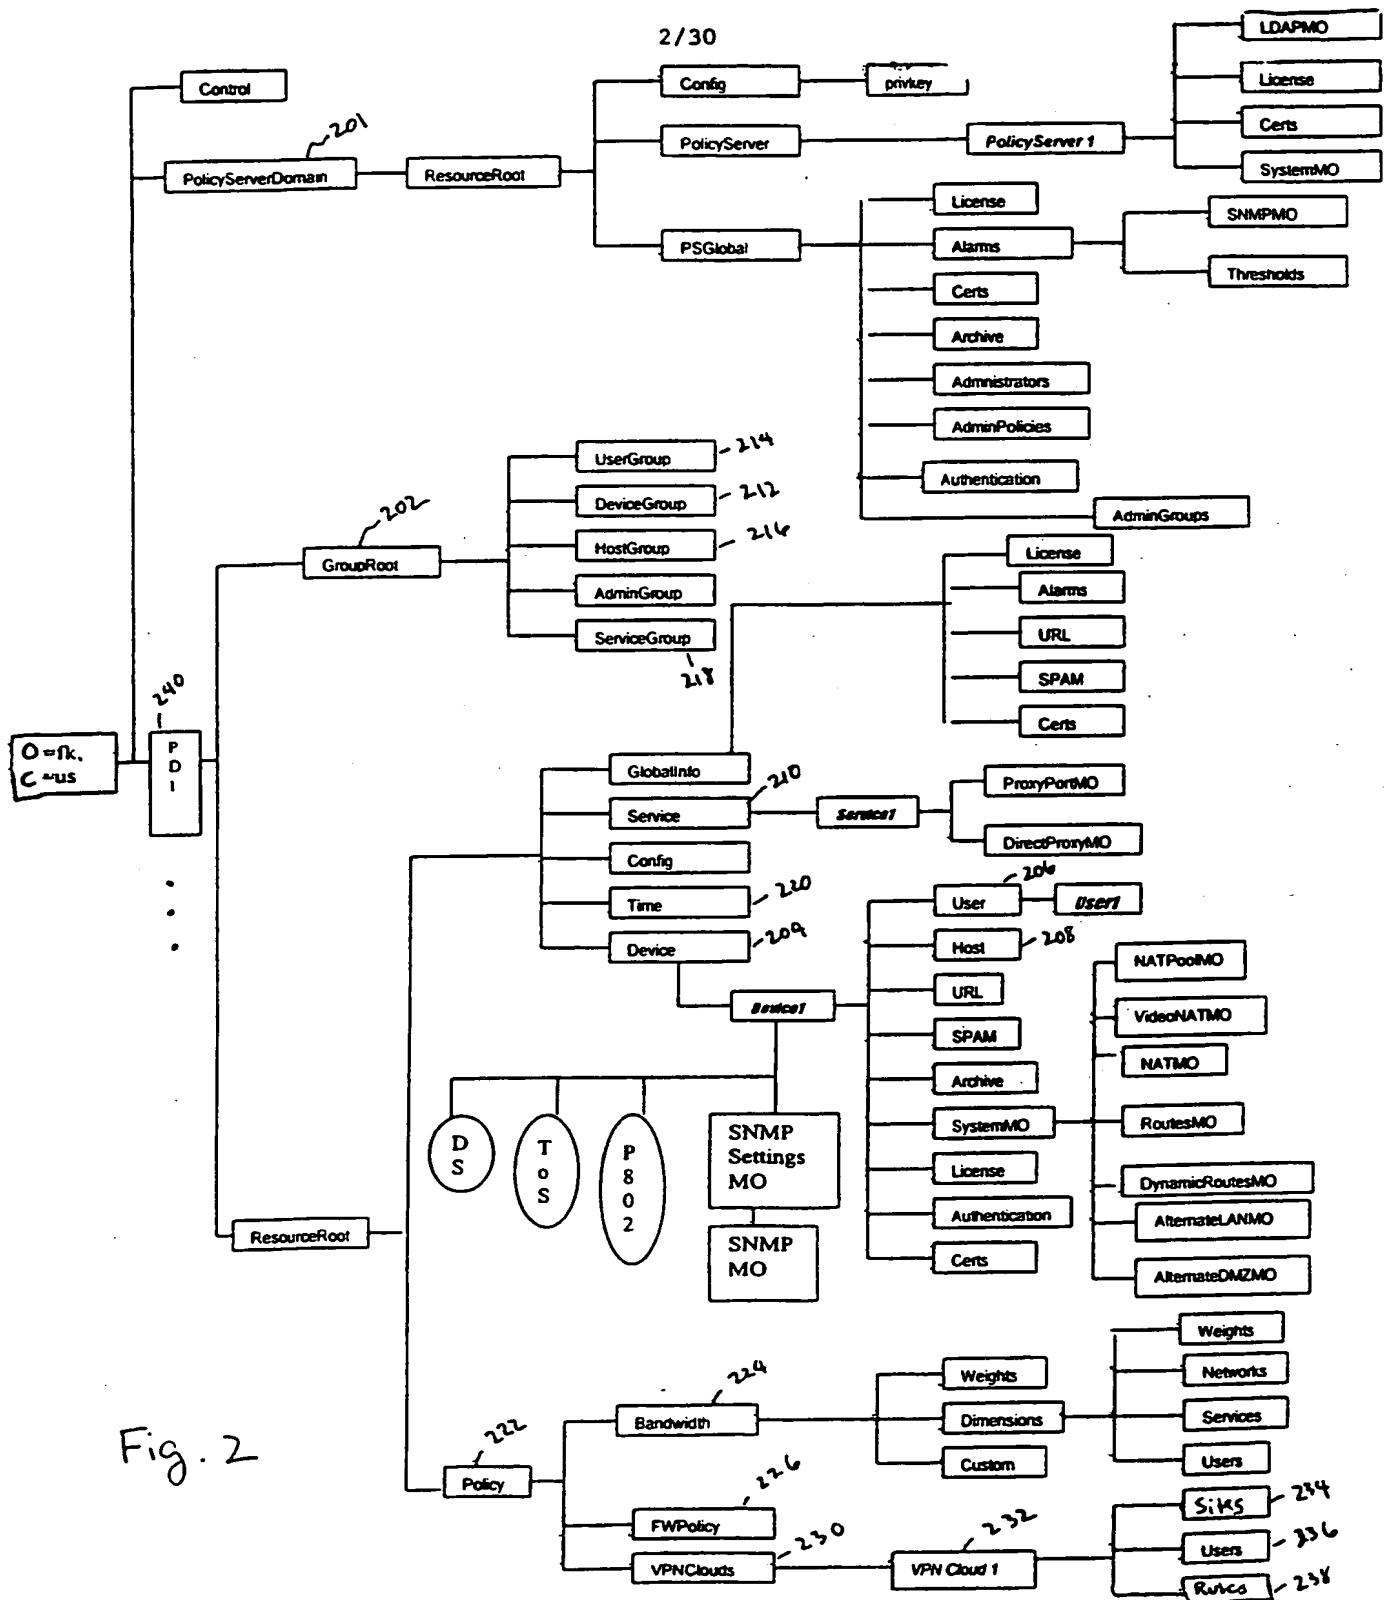 2/30
LDAPMO
License
Certs
SystemMO
Control
Config
privkey
201
PolicyServer
PolicyServer 1
PolicyServerDomain
ResourceRoot
PSGlobal
License
Alarms
Certs
Archive
Admnistrators
AdminPolicies
Authentication
AdminGroups
SNMPMO
Thresholds
202
GroupRoot
UserGroup
214
DeviceGroup
212
HostGroup
216
AdminGroup
ServiceGroup
218
License
Alarms
URL
SPAM
Certs
240
P
D
I
C = us
GlobalInfo
Service
210
Service1
ProxyPortMO
DirectProxyMO
Config
Time
220
Device
209
Device1
206
User
User1
Host
208
URL
SPAM
Archive
SystemMO
License
Authentication
Certs
NATPoolMO
VideoNATMO
NATMO
RoutesMO
DynamicRoutesMO
AlternateLANMO
AlternateDMZMO
D
S
T
o
S
P
8
0
2
SNMP
Settings
MO
SNMP
MO
ResourceRoot
222
Policy
224
Bandwidth
Weights
Dimensions
Custom
Weights
Networks
Services
Users
226
FWPolicy
230
VPNClouds
232
VPN Cloud 1
Sites
234
Users
236
Rules
238
Fig. 2